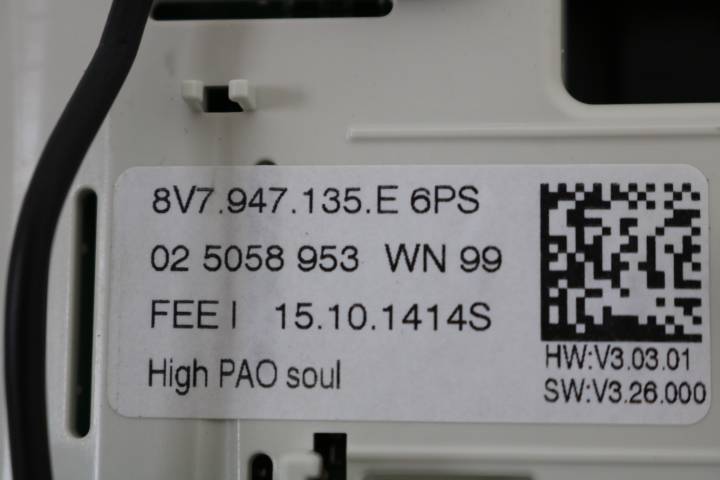 8V7.947.135.E 6PS
02 5058 953 WN 99
FEE I 15.10.1414S
High PAO soul
HW:V3.03.01
SW:V3.26.000